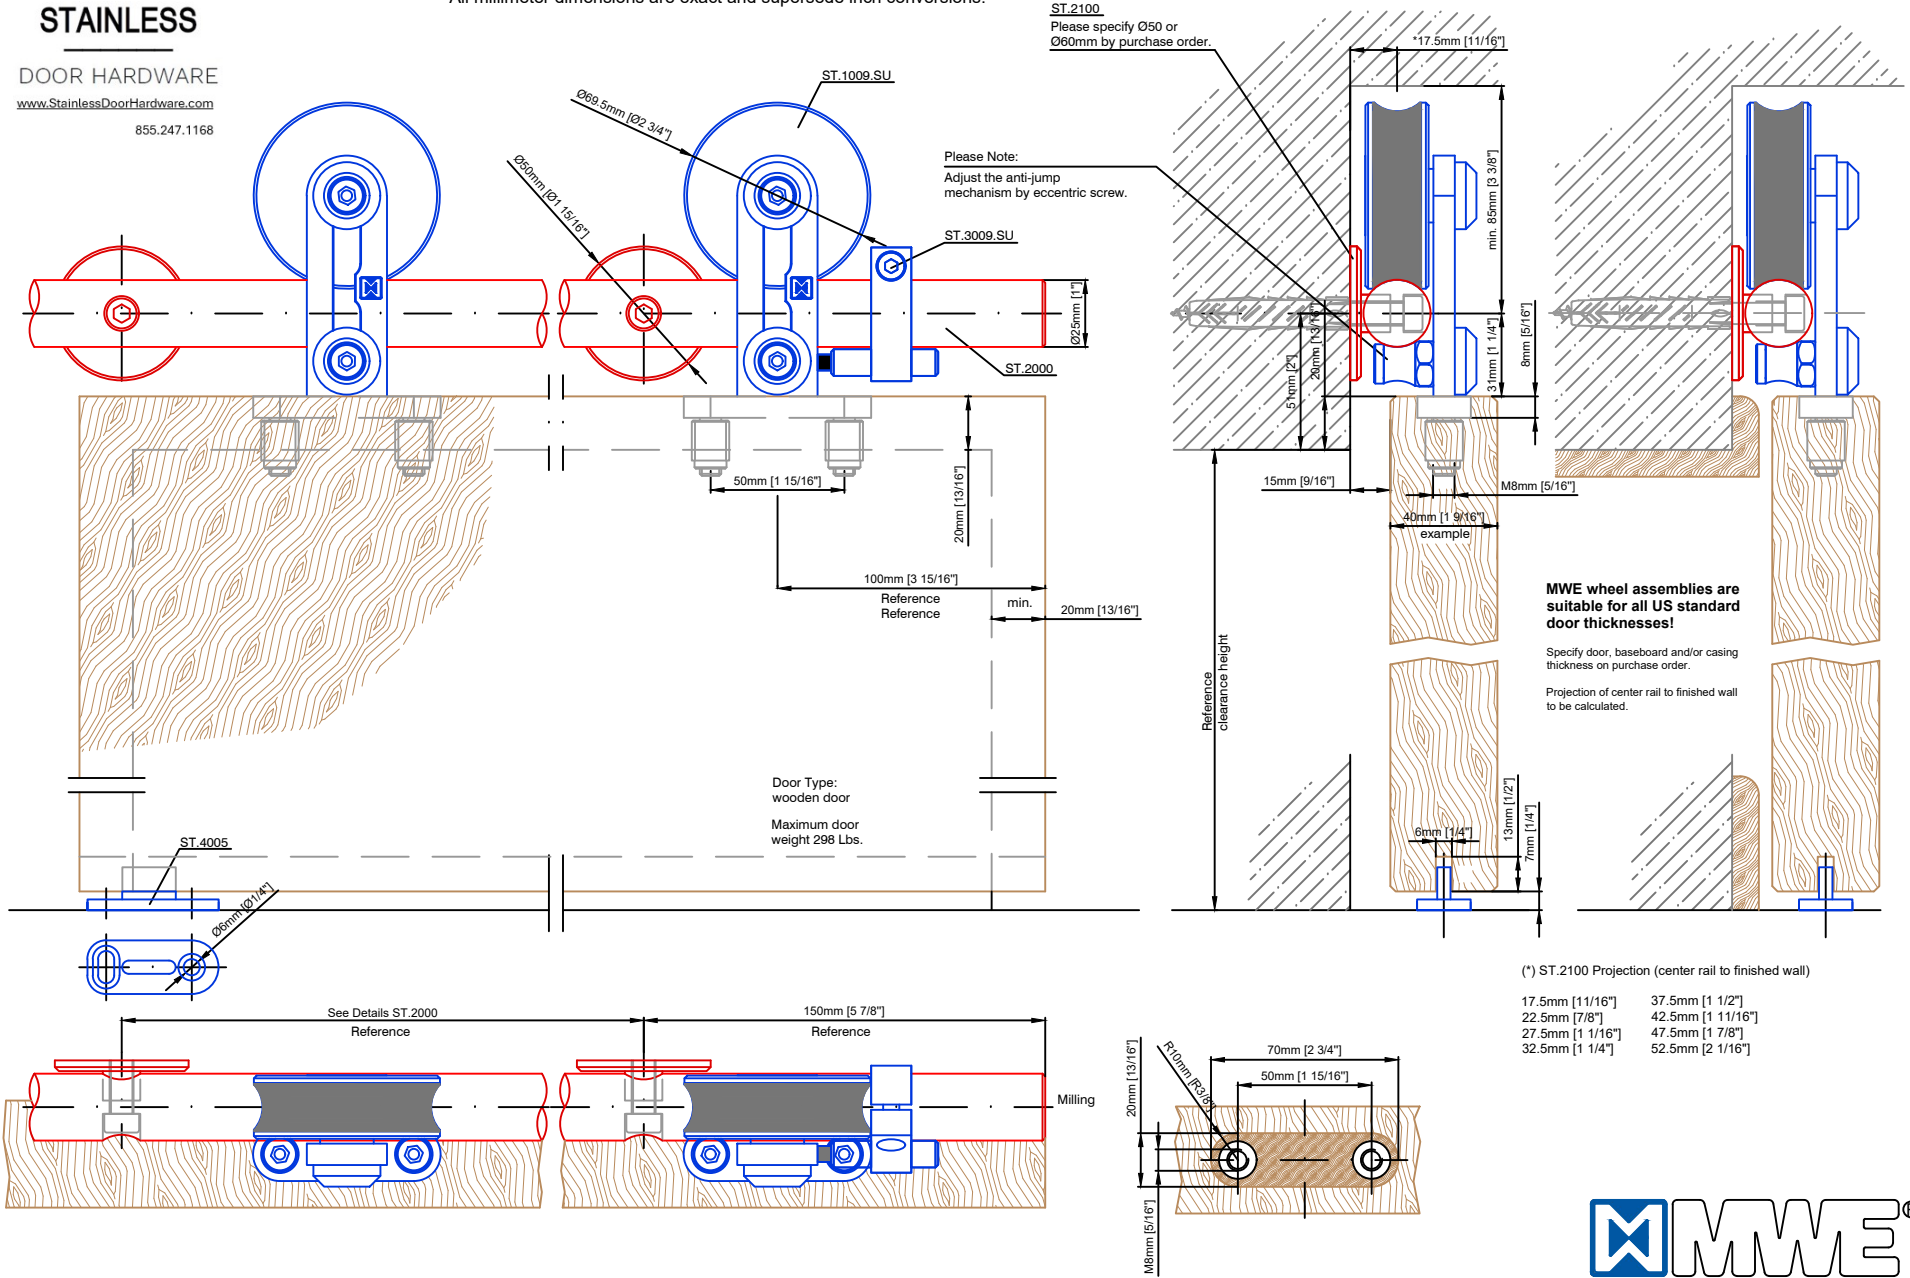 All millimeter dimensions are exact and supersede inch conversions.
STAINLESS
DOOR HARDWARE
www.StainlessDoorHardware.com
855.247.1168
ST.2100
Please specify Ø50 or
Ø60mm by purchase order.
*17.5mm [11/16"]
ST.1009.SU
Ø69.5mm [Ø2 3/4"]
Ø50mm [Ø1 15/16"]
Please Note:
Adjust the anti-jump
mechanism by eccentric screw.
ST.3009.SU
Ø25mm [1"]
ST.2000
min. 85mm [3 3/8"]
31mm [1 1/4"]
8mm [5/16"]
20mm [13/16"]
51mm [2"]
50mm [1 15/16"]
20mm [13/16"]
15mm [9/16"]
M8mm [5/16"]
40mm [1 9/16"]
example
100mm [3 15/16"]
Reference
Reference
min.
20mm [13/16"]
MWE wheel assemblies are
suitable for all US standard
door thicknesses!
Specify door, baseboard and/or casing
thickness on purchase order.
Projection of center rail to finished wall
to be calculated.
Reference
clearance height
Door Type:
wooden door
Maximum door
weight 298 Lbs.
13mm [1/2"]
7mm [1/4"]
6mm [1/4"]
ST.4005
Ø6mm [Ø1/4"]
(*) ST.2100 Projection (center rail to finished wall)
17.5mm [11/16"] 37.5mm [1 1/2"]
22.5mm [7/8"] 42.5mm [1 11/16"]
27.5mm [1 1/16"] 47.5mm [1 7/8"]
32.5mm [1 1/4"] 52.5mm [2 1/16"]
See Details ST.2000
Reference
150mm [5 7/8"]
Reference
Milling
20mm [13/16"]
R10mm [R3/8"]
70mm [2 3/4"]
50mm [1 15/16"]
M8mm [5/16"]
MWE®